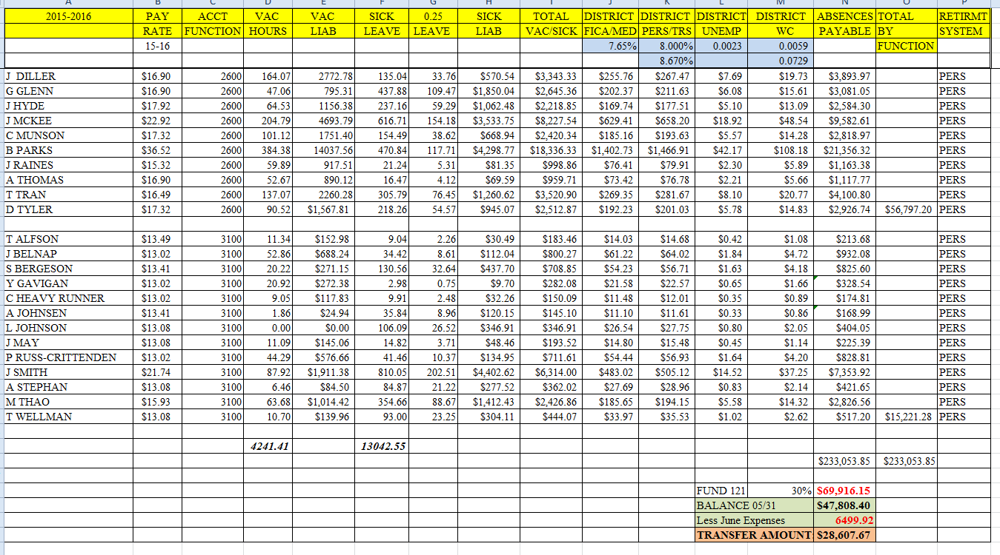 A B C D E F G H I J K L M N O P
2015-2016 PAY ACCT VAC VAC SICK 0.25 SICK TOTAL DISTRICT DISTRICT DISTRICT DISTRICT ABSENCES TOTAL RETIRMT
RATE FUNCTION HOURS LIAB LEAVE LEAVE LIAB VAC/SICK FICA/MED PERS/TRS UNEMP WC PAYABLE BY SYSTEM
15-16 7.65% 8.000% 0.0023 0.0059 FUNCTION
8.670% 0.0729
J DILLER $16.90 2600 164.07 2772.78 135.04 33.76 $570.54 $3,343.33 $255.76 $267.47 $7.69 $19.73 $3,893.97 PERS
G GLENN $16.90 2600 47.06 795.31 437.88 109.47 $1,850.04 $2,645.36 $202.37 $211.63 $6.08 $15.61 $3,081.05 PERS
J HYDE $17.92 2600 64.53 1156.38 237.16 59.29 $1,062.48 $2,218.85 $169.74 $177.51 $5.10 $13.09 $2,584.30 PERS
J MCKEE $22.92 2600 204.79 4693.79 616.71 154.18 $3,533.75 $8,227.54 $629.41 $658.20 $18.92 $48.54 $9,582.61 PERS
C MUNSON $17.32 2600 101.12 1751.40 154.49 38.62 $668.94 $2,420.34 $185.16 $193.63 $5.57 $14.28 $2,818.97 PERS
B PARKS $36.52 2600 384.38 14037.56 470.84 117.71 $4,298.77 $18,336.33 $1,402.73 $1,466.91 $42.17 $108.18 $21,356.32 PERS
J RAINES $15.32 2600 59.89 917.51 21.24 5.31 $81.35 $998.86 $76.41 $79.91 $2.30 $5.89 $1,163.38 PERS
A THOMAS $16.90 2600 52.67 890.12 16.47 4.12 $69.59 $959.71 $73.42 $76.78 $2.21 $5.66 $1,117.77 PERS
T TRAN $16.49 2600 137.07 2260.28 305.79 76.45 $1,260.62 $3,520.90 $269.35 $281.67 $8.10 $20.77 $4,100.80 PERS
D TYLER $17.32 2600 90.52 $1,567.81 218.26 54.57 $945.07 $2,512.87 $192.23 $201.03 $5.78 $14.83 $2,926.74 $56,797.20 PERS
T ALFSON $13.49 3100 11.34 $152.98 9.04 2.26 $30.49 $183.46 $14.03 $14.68 $0.42 $1.08 $213.68 PERS
J BELNAP $13.02 3100 52.86 $688.24 34.42 8.61 $112.04 $800.27 $61.22 $64.02 $1.84 $4.72 $932.08 PERS
S BERGESON $13.41 3100 20.22 $271.15 130.56 32.64 $437.70 $708.85 $54.23 $56.71 $1.63 $4.18 $825.60 PERS
Y GAVIGAN $13.02 3100 20.92 $272.38 2.98 0.75 $9.70 $282.08 $21.58 $22.57 $0.65 $1.66 $328.54 PERS
C HEAVY RUNNER $13.02 3100 9.05 $117.83 9.91 2.48 $32.26 $150.09 $11.48 $12.01 $0.35 $0.89 $174.81 PERS
A JOHNSEN $13.41 3100 1.86 $24.94 35.84 8.96 $120.15 $145.10 $11.10 $11.61 $0.33 $0.86 $168.99 PERS
L JOHNSON $13.08 3100 0.00 $0.00 106.09 26.52 $346.91 $346.91 $26.54 $27.75 $0.80 $2.05 $404.05 PERS
J MAY $13.08 3100 11.09 $145.06 14.82 3.71 $48.46 $193.52 $14.80 $15.48 $0.45 $1.14 $225.39 PERS
P RUSS-CRITTENDEN $13.02 3100 44.29 $576.66 41.46 10.37 $134.95 $711.61 $54.44 $56.93 $1.64 $4.20 $828.81 PERS
J SMITH $21.74 3100 87.92 $1,911.38 810.05 202.51 $4,402.62 $6,314.00 $483.02 $505.12 $14.52 $37.25 $7,353.92 PERS
A STEPHAN $13.08 3100 6.46 $84.50 84.87 21.22 $277.52 $362.02 $27.69 $28.96 $0.83 $2.14 $421.65 PERS
M THAO $15.93 3100 63.68 $1,014.42 354.66 88.67 $1,412.43 $2,426.86 $185.65 $194.15 $5.58 $14.32 $2,826.56 PERS
T WELLMAN $13.08 3100 10.70 $139.96 93.00 23.25 $304.11 $444.07 $33.97 $35.53 $1.02 $2.62 $517.20 $15,221.28 PERS
4241.41 13042.55
$233,053.85 $233,053.85
FUND 121 30% $69,916.15
BALANCE 05/31 $47,808.40
Less June Expenses 6499.92
TRANSFER AMOUNT: $28,607.67